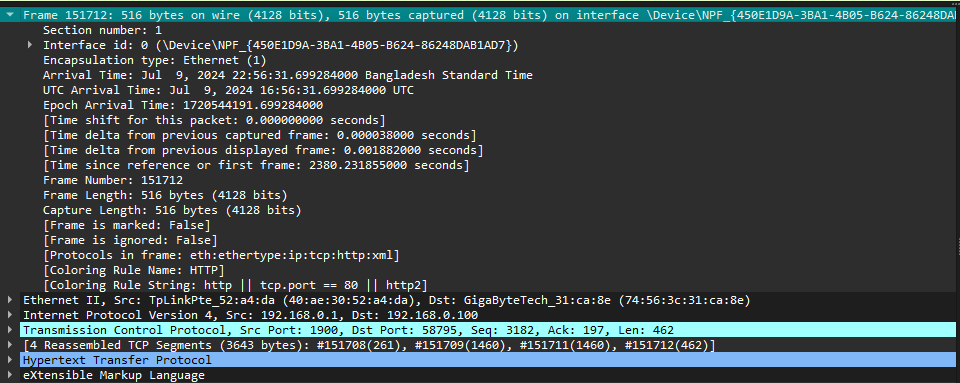 Frame 151712: 516 bytes on wire (4128 bits), 516 bytes captured (4128 bits) on interface \Device\NPF_{450E1D9A-3BA1-4B05-B624-86248DA
Section number: 1
Interface id: 0 (\Device\NPF_{450E1D9A-3BA1-4B05-B624-86248DAB1AD7})
Encapsulation type: Ethernet (1)
Arrival Time: Jul  9, 2024 22:56:31.699284000 Bangladesh Standard Time
UTC Arrival Time: Jul  9, 2024 16:56:31.699284000 UTC
Epoch Arrival Time: 1720544191.699284000
[Time shift for this packet: 0.000000000 seconds]
[Time delta from previous captured frame: 0.000038000 seconds]
[Time delta from previous displayed frame: 0.001882000 seconds]
[Time since reference or first frame: 2380.231855000 seconds]
Frame Number: 151712
Frame Length: 516 bytes (4128 bits)
Capture Length: 516 bytes (4128 bits)
[Frame is marked: False]
[Frame is ignored: False]
[Protocols in frame: eth:ethertype:ip:tcp:http:xml]
[Coloring Rule Name: HTTP]
[Coloring Rule String: http || tcp.port == 80 || http2]
Ethernet II, Src: TpLinkPte_52:a4:da (40:ae:30:52:a4:da), Dst: GigaByteTech_31:ca:8e (74:56:3c:31:ca:8e)
Internet Protocol Version 4, Src: 192.168.0.1, Dst: 192.168.0.100
Transmission Control Protocol, Src Port: 1900, Dst Port: 58795, Seq: 3182, Ack: 197, Len: 462
[4 Reassembled TCP Segments (3643 bytes): #151708(261), #151709(1460), #151711(1460), #151712(462)]
Hypertext Transfer Protocol
eXtensible Markup Language